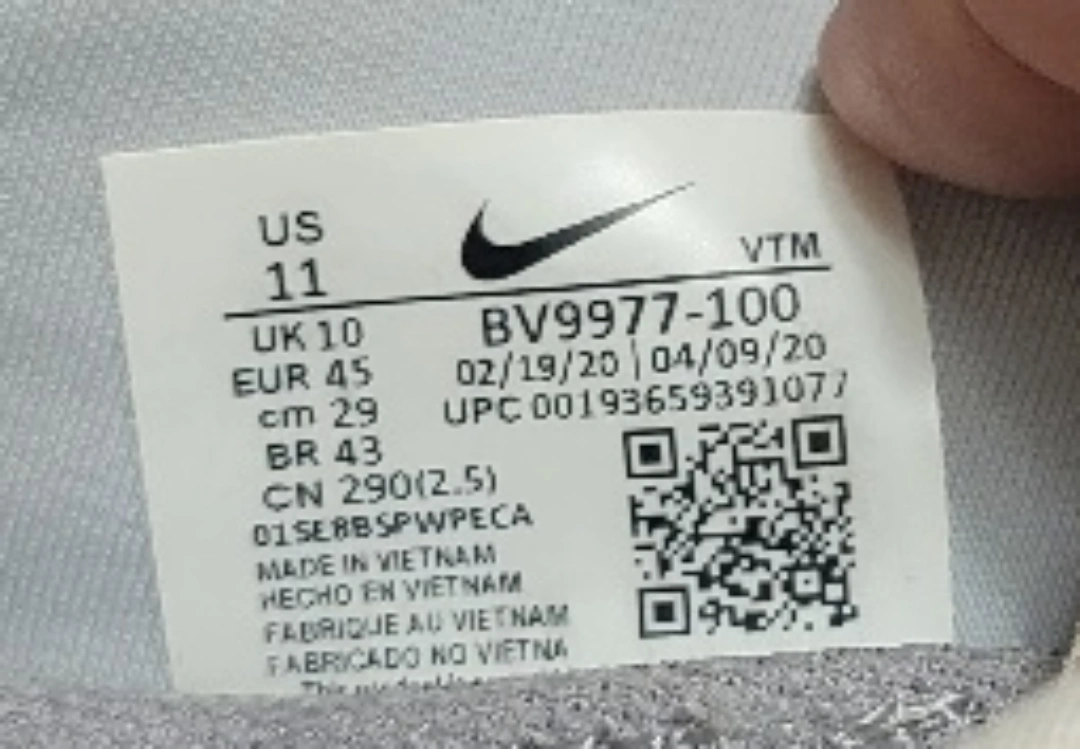 US
11
VTM
UK 10
EUR 45
cm 29
BR 43
CN 290(2.5)
BV9977-100
02/19/20 | 04/09/20
UPC 00193659391077
01SE8BSPWPECA
MADE IN VIETNAM
HECHO EN VIETNAM
FABRIQUE AU VIETNAM
FABRICADO NO VIETNA
This